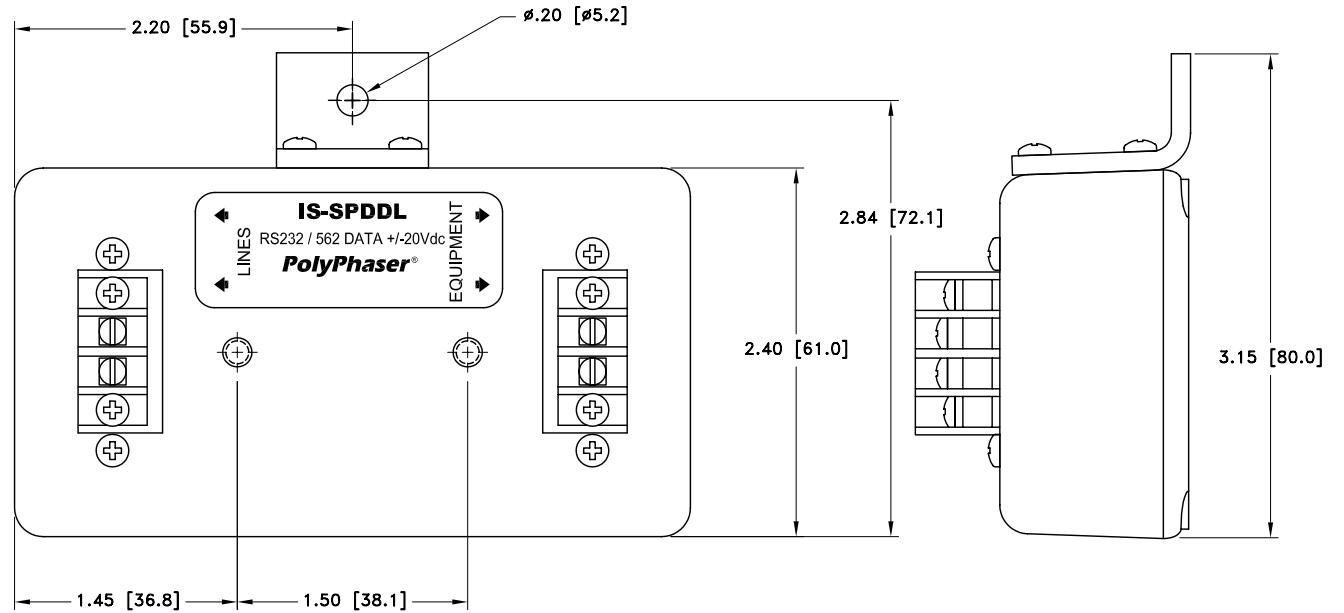 2.20 [55.9]
ø.20 [ø5.2]
IS-SPDDL
RS232 / 562 DATA +/-20Vdc
PolyPhaser®
LINES
EQUIPMENT
2.84 [72.1]
2.40 [61.0]
3.15 [80.0]
1.45 [36.8]
1.50 [38.1]